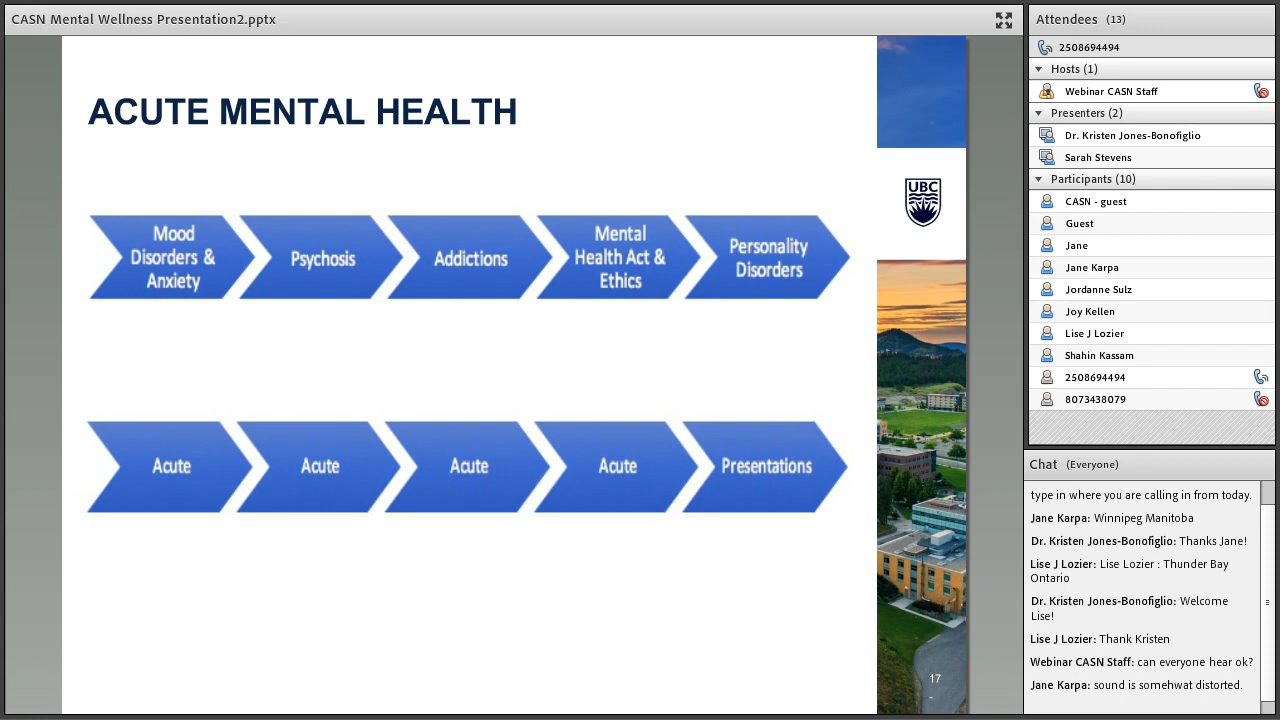 CASN Mental Wellness Presentation2.pptx
ACUTE MENTAL HEALTH
Mood
Disorders &
Anxiety
Psychosis
Addictions
Mental
Health Act &
Ethics
Personality
Disorders
Acute
Acute
Acute
Acute
Presentations
UBC
17
Attendees (13)
2508694494
Hosts (1)
Webinar CASN Staff
Presenters (2)
Dr. Kristen Jones-Bonofiglio
Sarah Stevens
Participants (10)
CASN - guest
Guest
Jane
Jane Karpa
Jordanne Sulz
Joy Kellen
Lise J Lozier
Shahin Kassam
2508694494
8073438079
Chat (Everyone)
type in where you are calling in from today.
Jane Karpa: Winnipeg Manitoba
Dr. Kristen Jones-Bonofiglio: Thanks Jane!
Lise J Lozier: Lise Lozier : Thunder Bay
Ontario
Dr. Kristen Jones-Bonofiglio: Welcome
Lise!
Lise J Lozier: Thank Kristen
Webinar CASN Staff: can everyone hear ok?
Jane Karpa: sound is somehwat distorted.